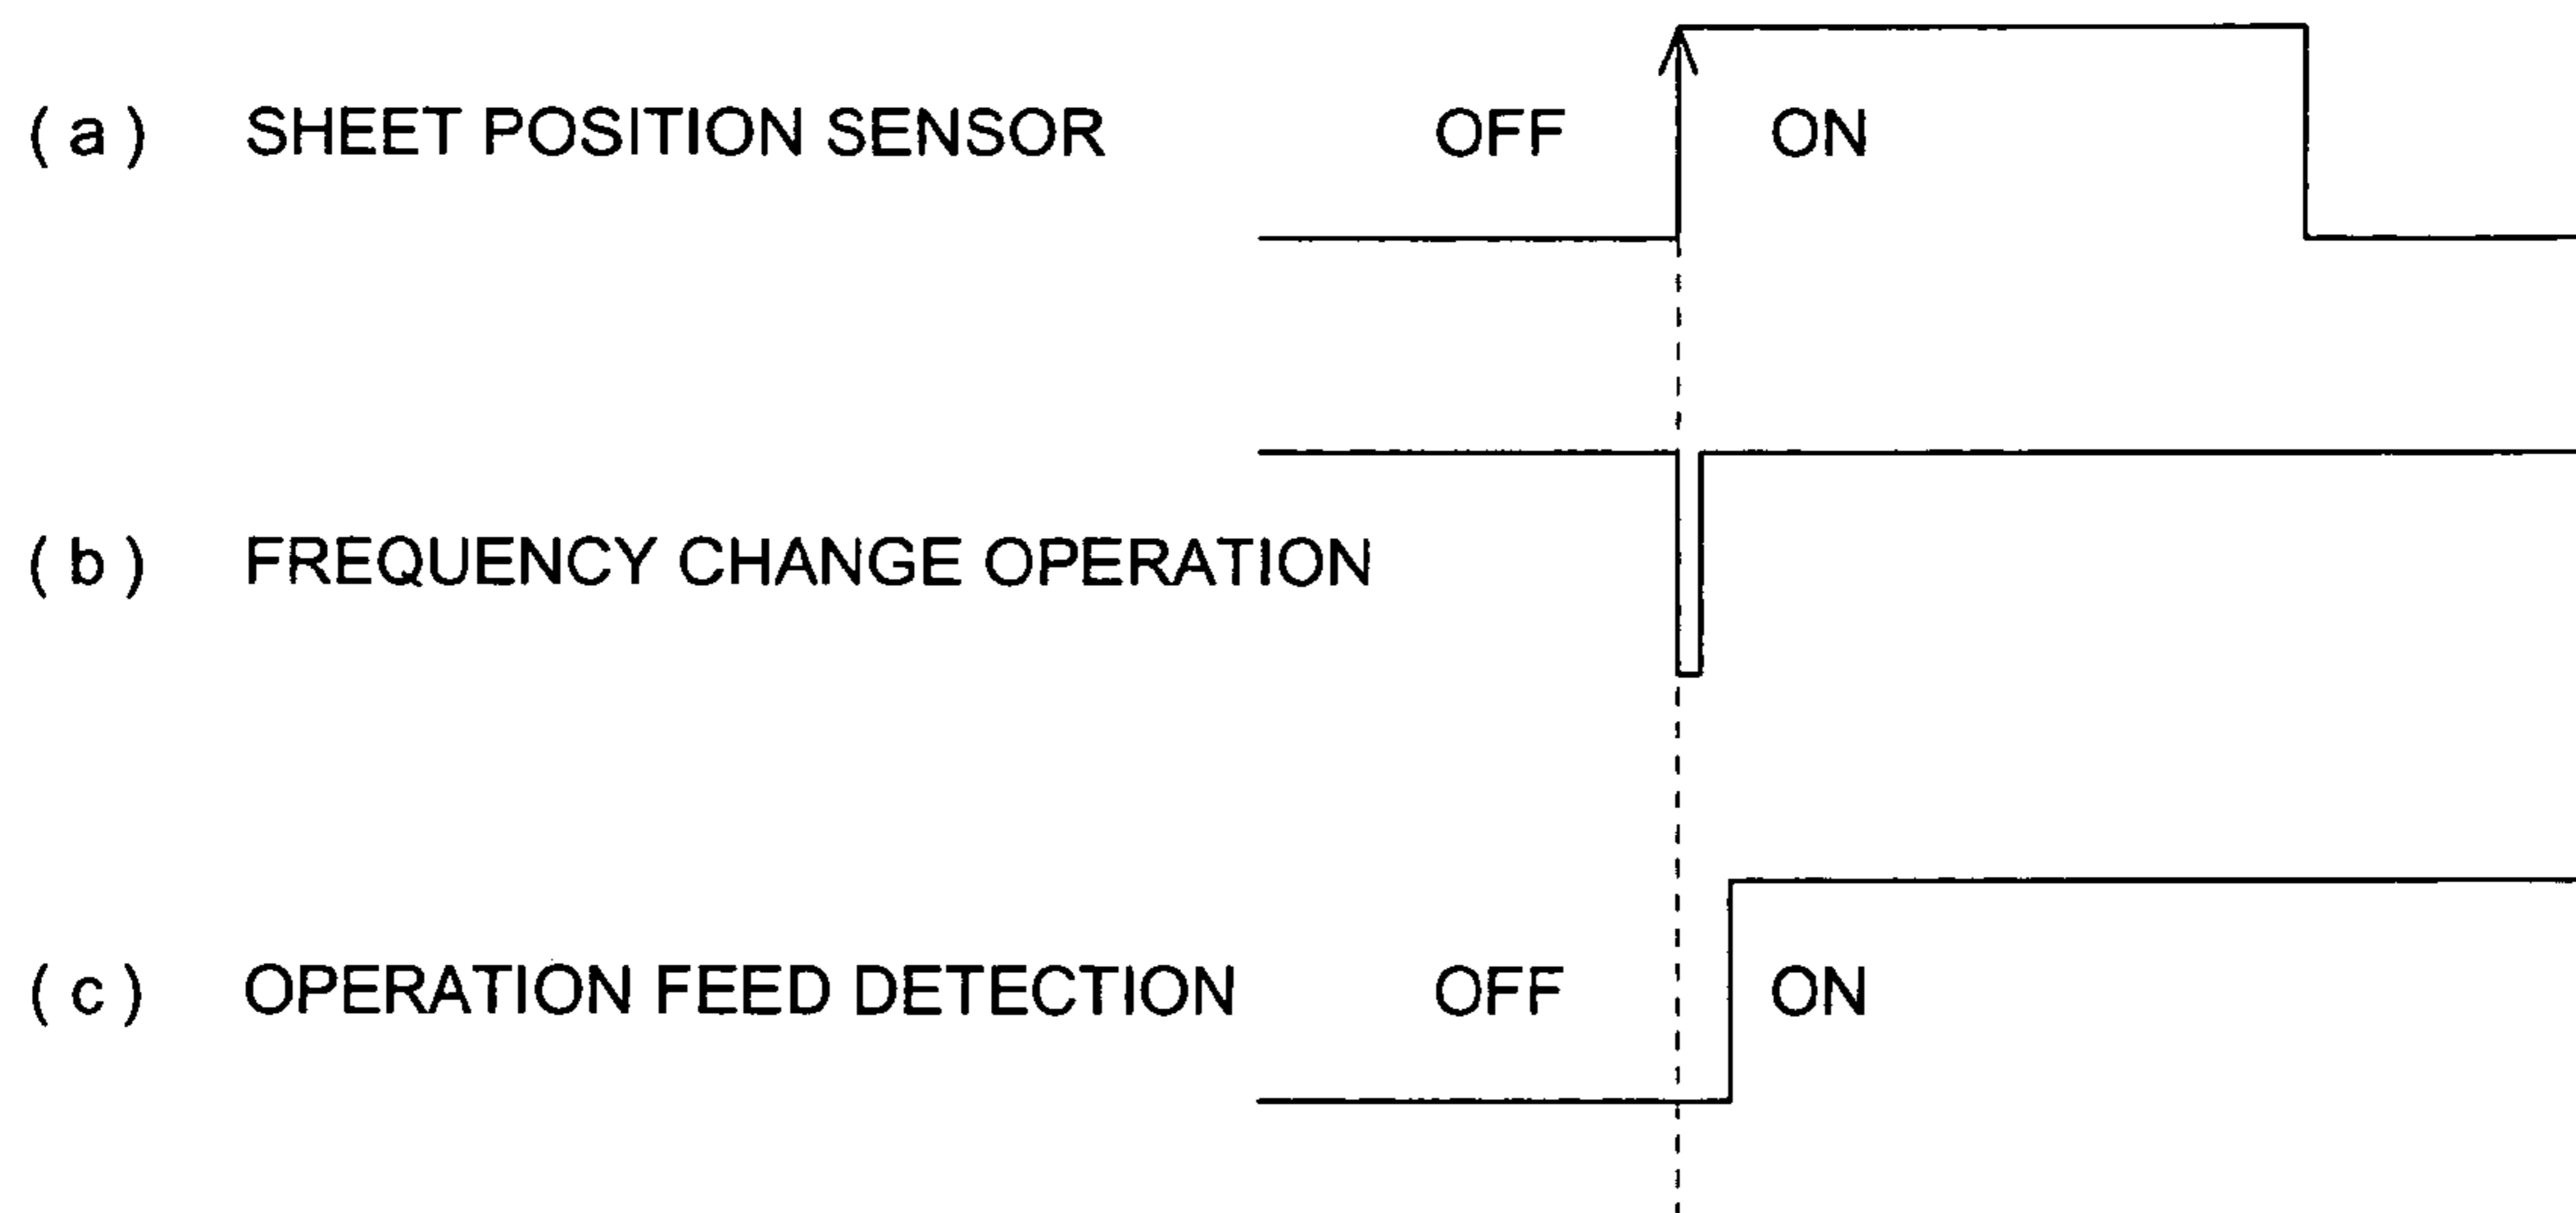 ( a ) SHEET POSITION SENSOR OFF ON
( b ) FREQUENCY CHANGE OPERATION
( c ) OPERATION FEED DETECTION OFF ON